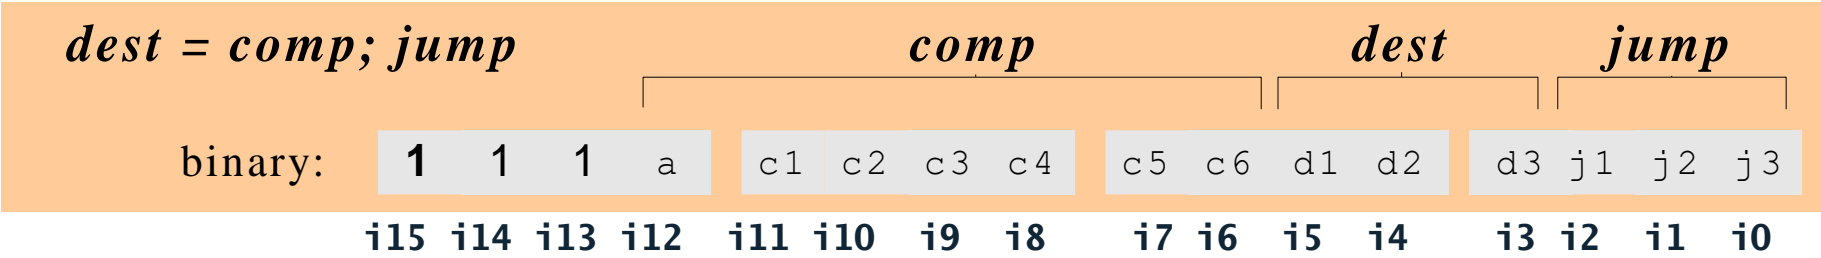 dest = comp; jump comp dest jump
binary: 1 1 1 a c1 c2 c3 c4 c5 c6 d1 d2 d3 j1 j2 j3
i15 i14 i13 i12 i11 i10 i9 i8 i7 i6 i5 i4 i3 i2 i1 i0